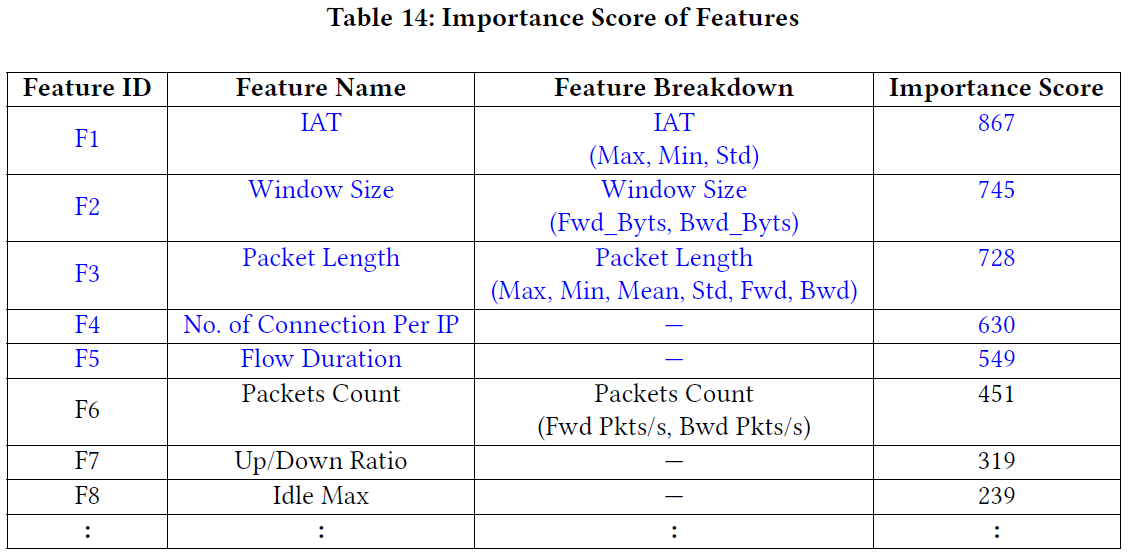 Table 14: Importance Score of Features
Feature ID Feature Name Feature Breakdown Importance Score
F1 IAT IAT 867
(Max, Min, Std)
F2 Window Size Window Size 745
(Fwd_Byts, Bwd_Byts)
F3 Packet Length Packet Length 728
(Max, Min, Mean, Std, Fwd, Bwd)
F4 No. of Connection Per IP — 630
F5 Flow Duration — 549
F6 Packets Count Packets Count 451
(Fwd Pkts/s, Bwd Pkts/s)
F7 Up/Down Ratio — 319
F8 Idle Max — 239
: : : :